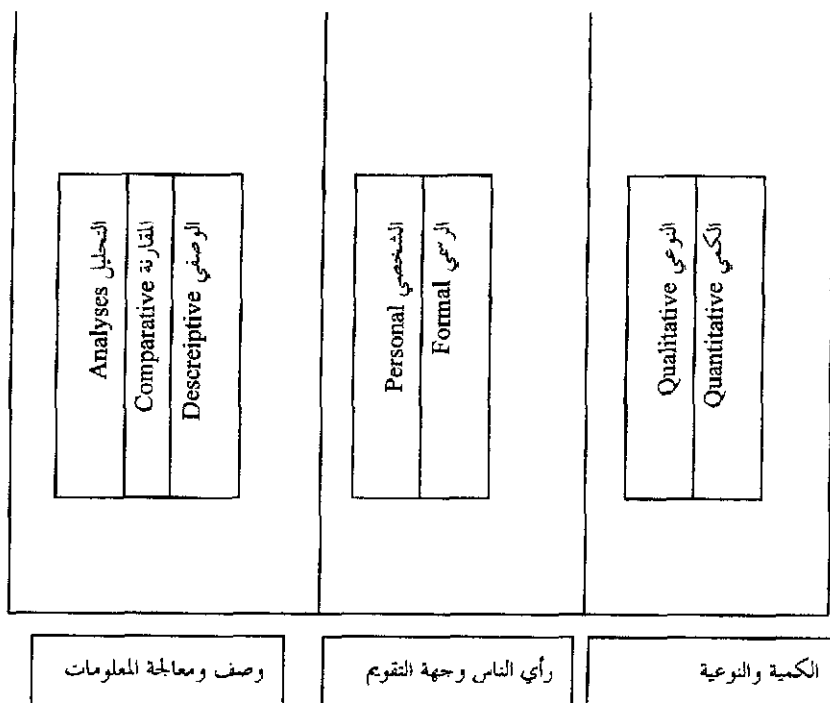 التحليل Analyses
المقارنة Comparative
الوصفي Descreiptive
الشخصي Personal
الرسمي Formal
النوعي Qualitative
الكمي Quantitative
وصف ومعالجة المعلومات
رأي الناس وجهة التقويم
الكمية والنوعية